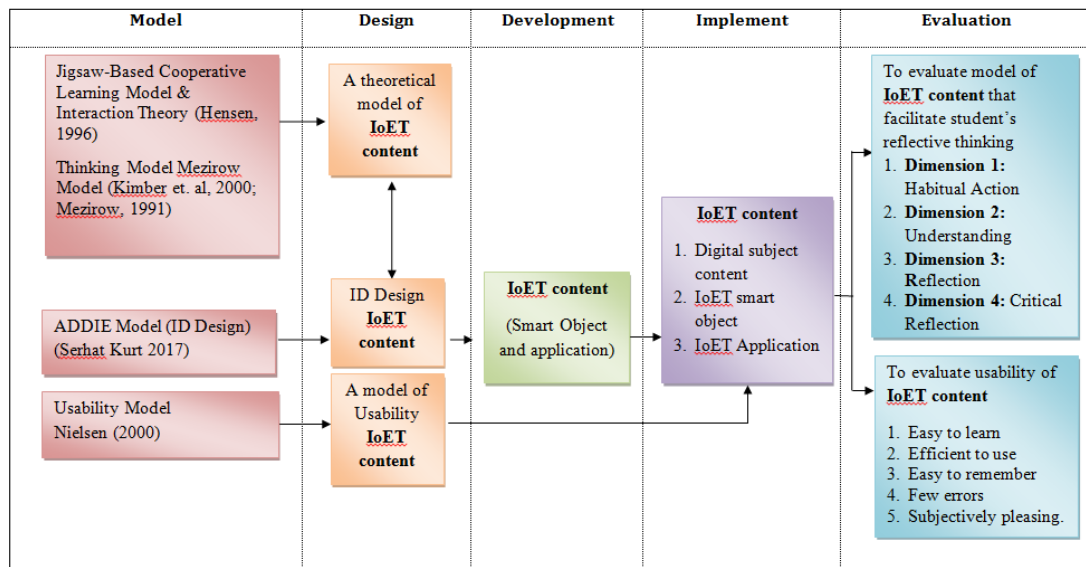 Model
Design
Development
Implement
Evaluation
Jigsaw-Based Cooperative
Learning Model &
Interaction Theory (Hensen,
1996)
Thinking Model Mezirow
Model (Kimber et. al, 2000;
Mezirow, 1991)
ADDIE Model (ID Design)
(Serhat Kurt 2017)
Usability Model
Nielsen (2000)
A theoretical
model of
IoET
content
ID Design
IoET
content
A model of
Usability
IoET
content
IoET content
(Smart Object
and application)
IoET content
1. Digital subject
content
2. IoET smart
object
3. IoET Application
To evaluate model of
IoET content that
facilitate student's
reflective thinking
1. Dimension 1:
Habitual Action
2. Dimension 2:
Understanding
3. Dimension 3:
Reflection
4. Dimension 4: Critical
Reflection
To evaluate usability of
IoET content
1. Easy to learn
2. Efficient to use
3. Easy to remember
4. Few errors
5. Subjectively pleasing.